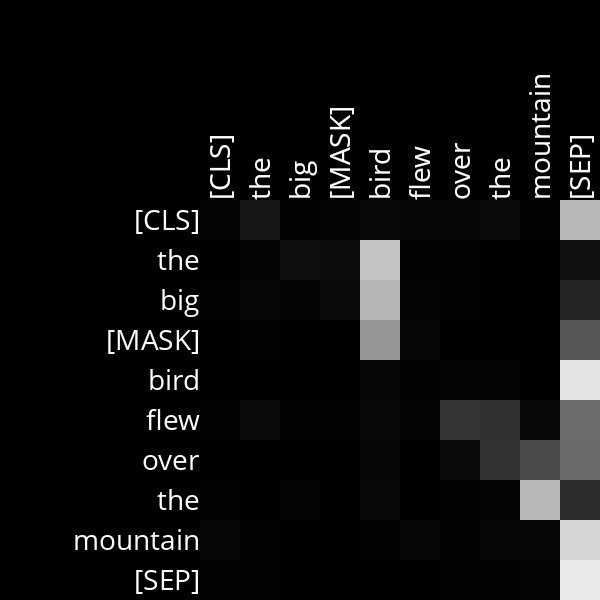 [CLS]
the
big
[MASK]
bird
flew
over
the
mountain
[SEP]
[CLS]
the
big
[MASK]
bird
flew
over
the
mountain
[SEP]